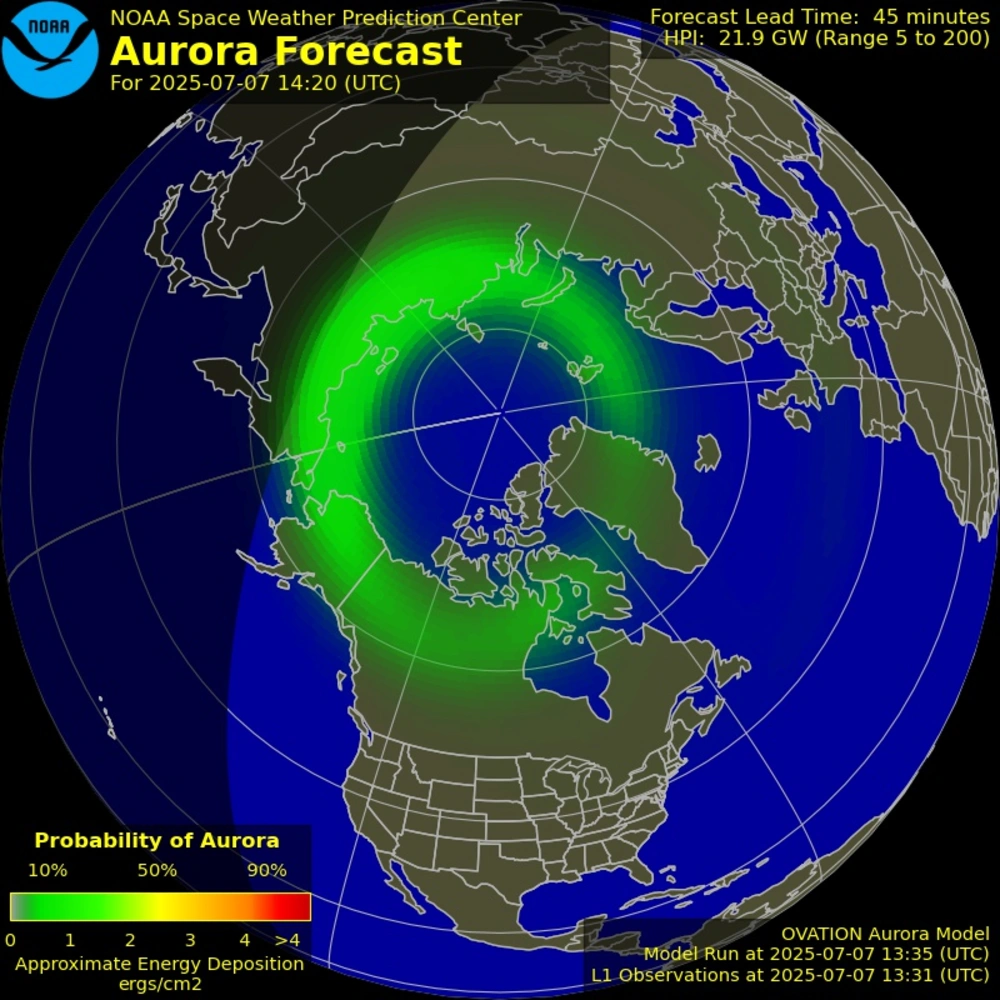 NOAA
NOAA Space Weather Prediction Center
Aurora Forecast
For 2025-07-07 14:20 (UTC)
Forecast Lead Time: 45 minutes
HPI: 21.9 GW (Range 5 to 200)
Probability of Aurora
10% 50% 90%
0 1 2 3 4 >4
Approximate Energy Deposition
ergs/cm2
OVATION Aurora Model
Model Run at 2025-07-07 13:35 (UTC)
L1 Observations at 2025-07-07 13:31 (UTC)